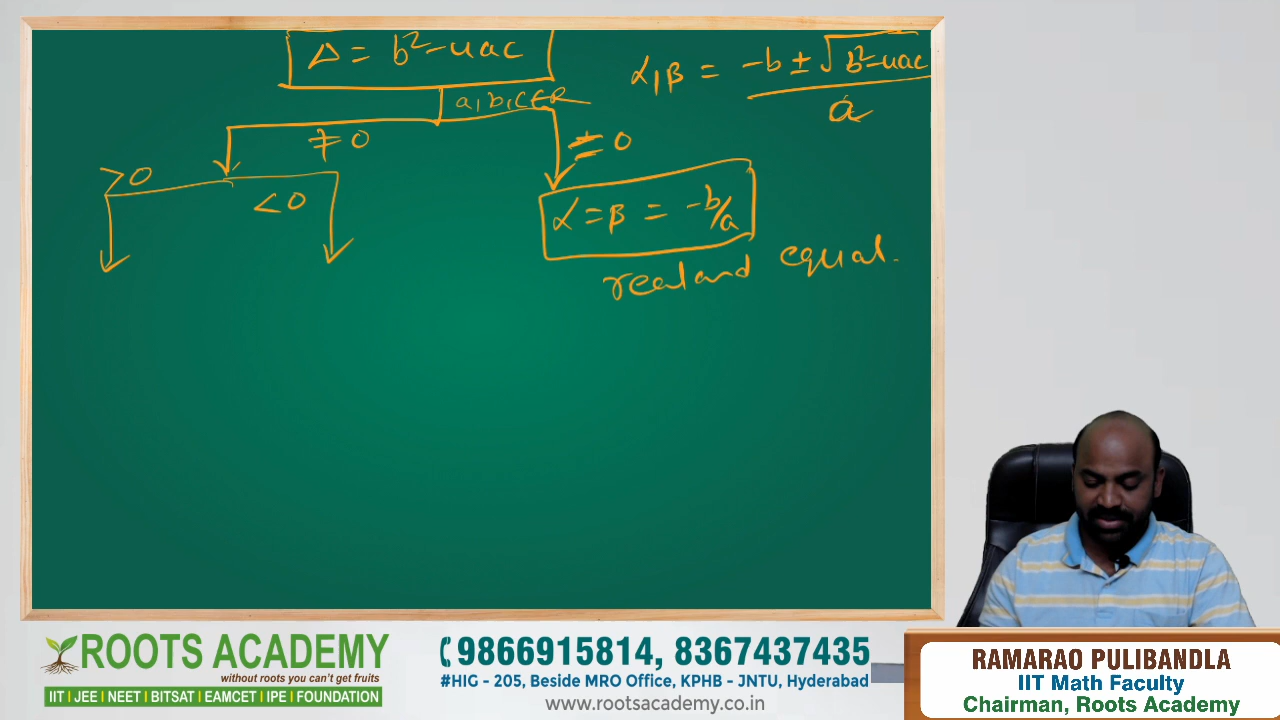 Δ = b²-4ac
α,β = -b ± √b²-4ac / a
a,b,c∈R
≠ 0
= 0
>0
<0
α = β = -b/a
real and equal.
ROOTS ACADEMY
without roots you can't get fruits
IIT | JEE | NEET | BITSAT | EAMCET | IPE | FOUNDATION
9866915814, 8367437435
#HIG - 205, Beside MRO Office, KPHB - JNTU, Hyderabad
www.rootsacademy.co.in
RAMARAO PULIBANDLA
IIT Math Faculty
Chairman, Roots Academy